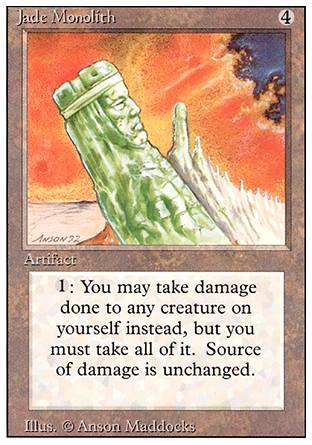 Jade Monolith 4
ANSON 92
Artifact
1: You may take damage
done to any creature on
yourself instead, but you
must take all of it. Source
of damage is unchanged.
Illus. © Anson Maddocks